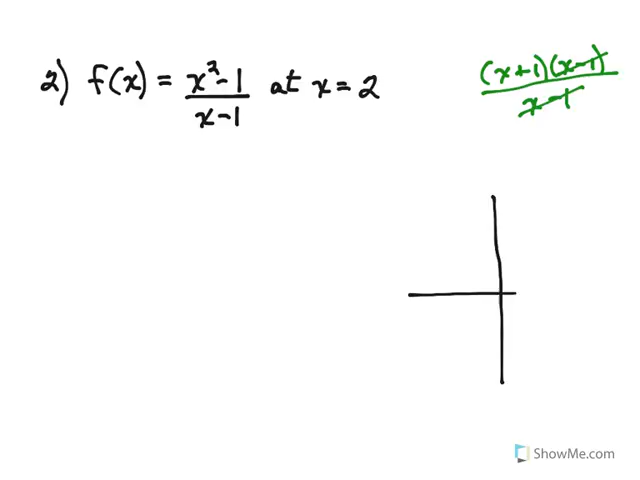 2) f(x) = x²-1 at x = 2
x-1
(x+1)(x-1)
x-1
ShowMe.com